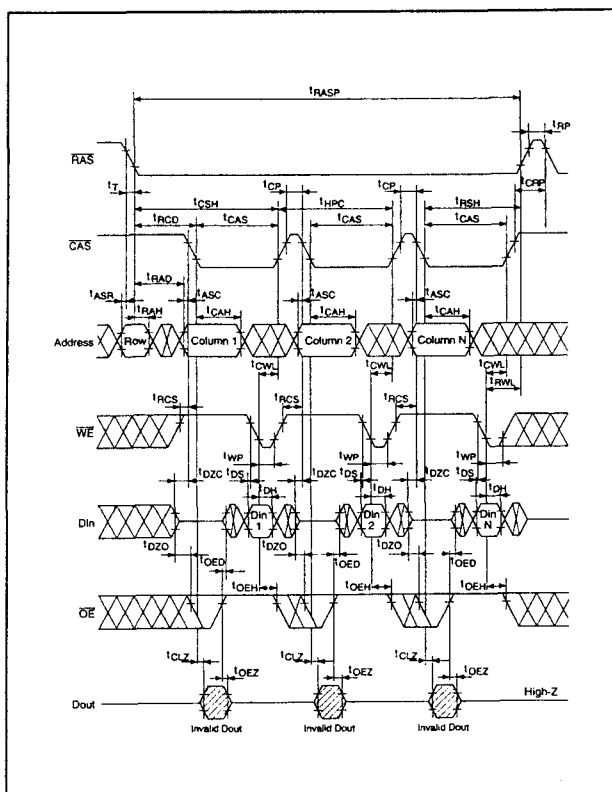 tRASP
tRP
RAS
tT
tCSH
tCP
tHPC
tCP
tRSH
tCRP
tRCD
tCAS
tCAS
tCAS
CAS
tRAD
tASR
tRAH
tASC
tCAH
tASC
tCAH
tASC
tCAH
Address
Row
Column 1
Column 2
Column N
tCWL
tCWL
tCWL
tRWL
tRCS
tRCS
tRCS
WE
tWP
tWP
tWP
tDZC
tDS
tDH
tDZC
tDS
tDH
tDZC
tDS
tDH
Din
Din 1
Din 2
Din N
tDZO
tOED
tDZO
tOED
tDZO
tOED
tOEH
tOEH
tOEH
OE
tCLZ
tOEZ
tCLZ
tOEZ
tCLZ
tOEZ
Dout
High-Z
Invalid Dout
Invalid Dout
Invalid Dout